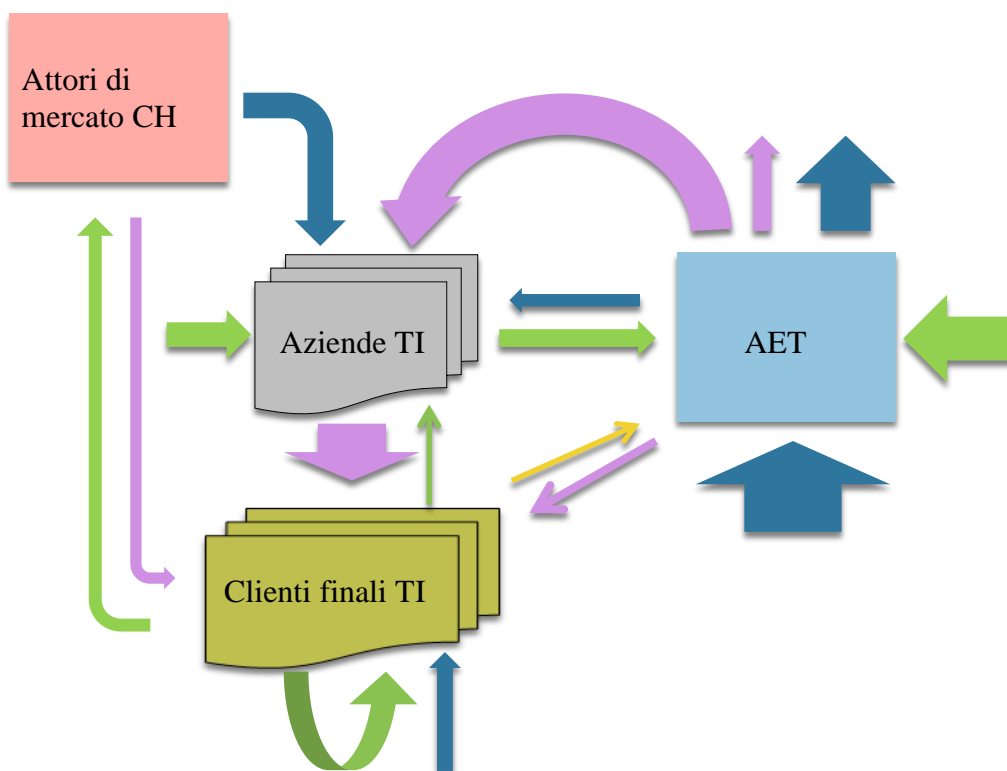 Attori di
mercato CH
Aziende TI
AET
Clienti finali TI